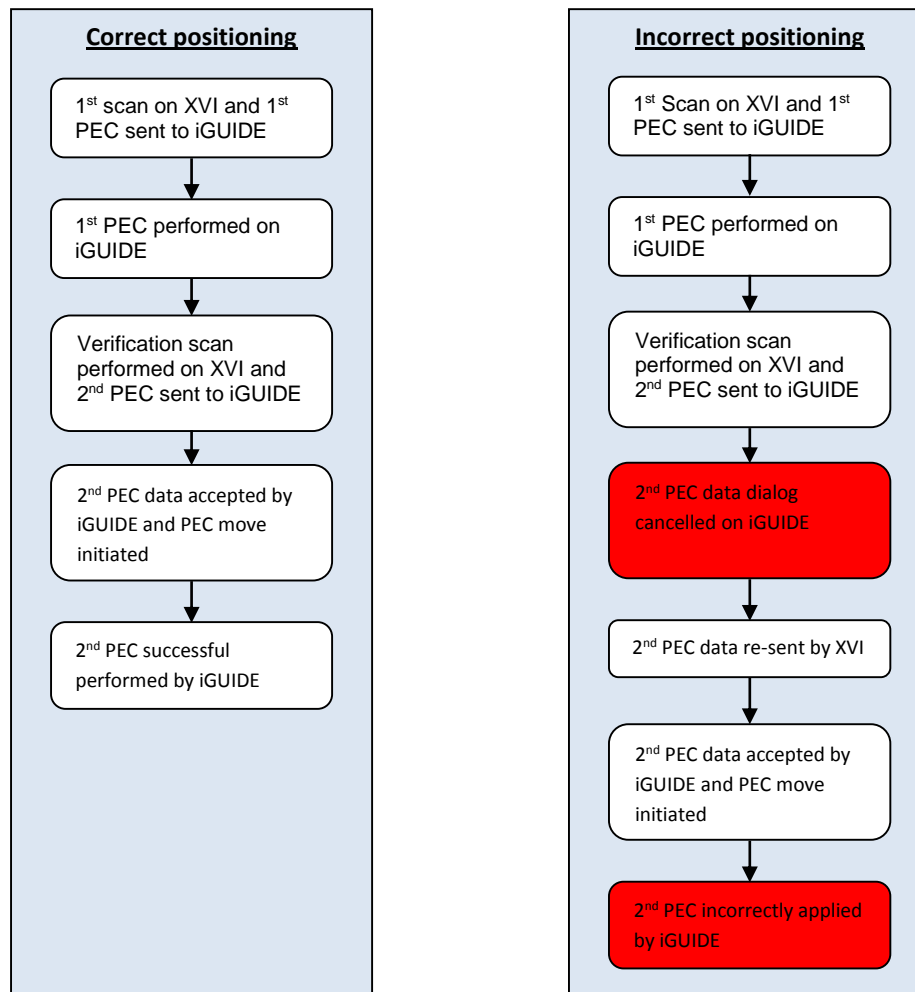 Correct positioning
1st scan on XVI and 1st
PEC sent to iGUIDE
1st PEC performed on
iGUIDE
Verification scan
performed on XVI and
2nd PEC sent to iGUIDE
2nd PEC data accepted by
iGUIDE and PEC move
initiated
2nd PEC successful
performed by iGUIDE
Incorrect positioning
1st Scan on XVI and 1st
PEC sent to iGUIDE
1st PEC performed on
iGUIDE
Verification scan
performed on XVI and
2nd PEC sent to iGUIDE
2nd PEC data dialog
cancelled on iGUIDE
2nd PEC data re-sent by XVI
2nd PEC data accepted by
iGUIDE and PEC move
initiated
2nd PEC incorrectly applied
by iGUIDE